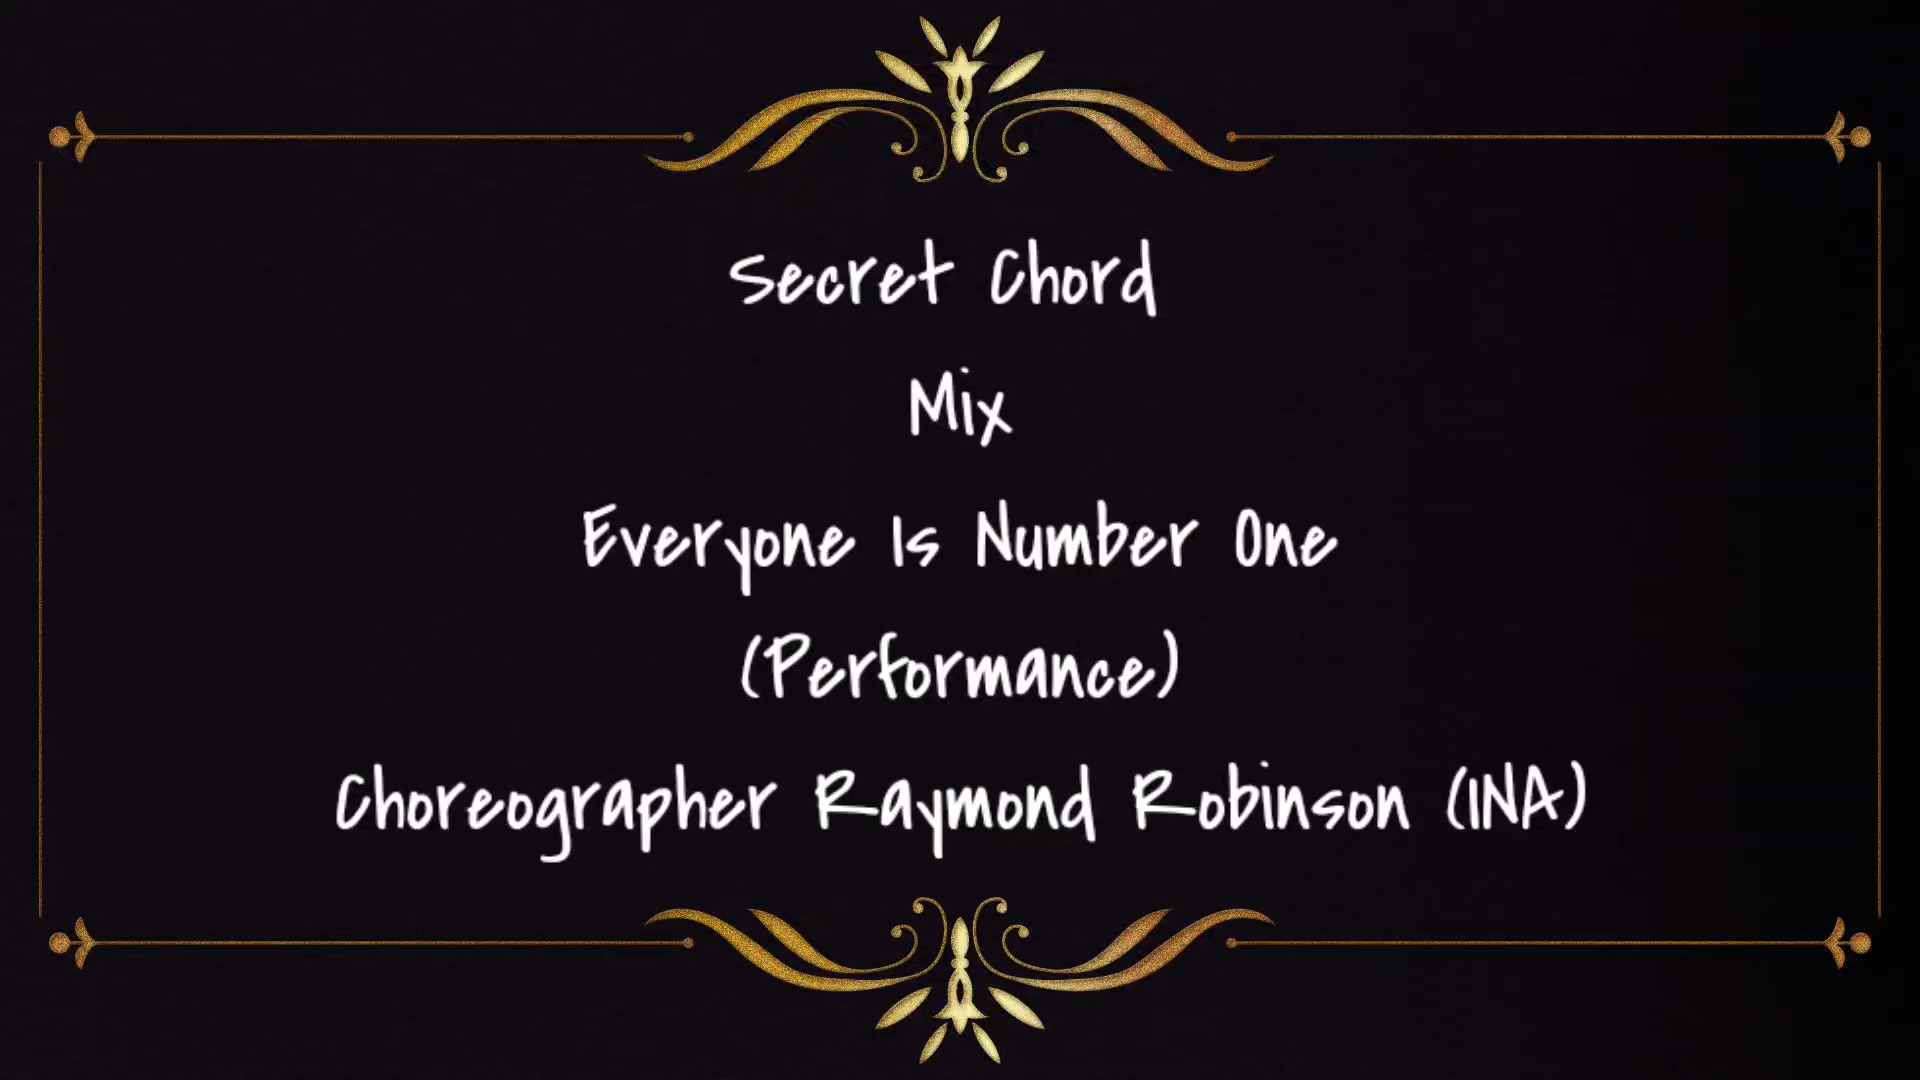 Secret Chord
Mix
Everyone Is Number One
(Performance)
Choreographer Raymond Robinson (INA)